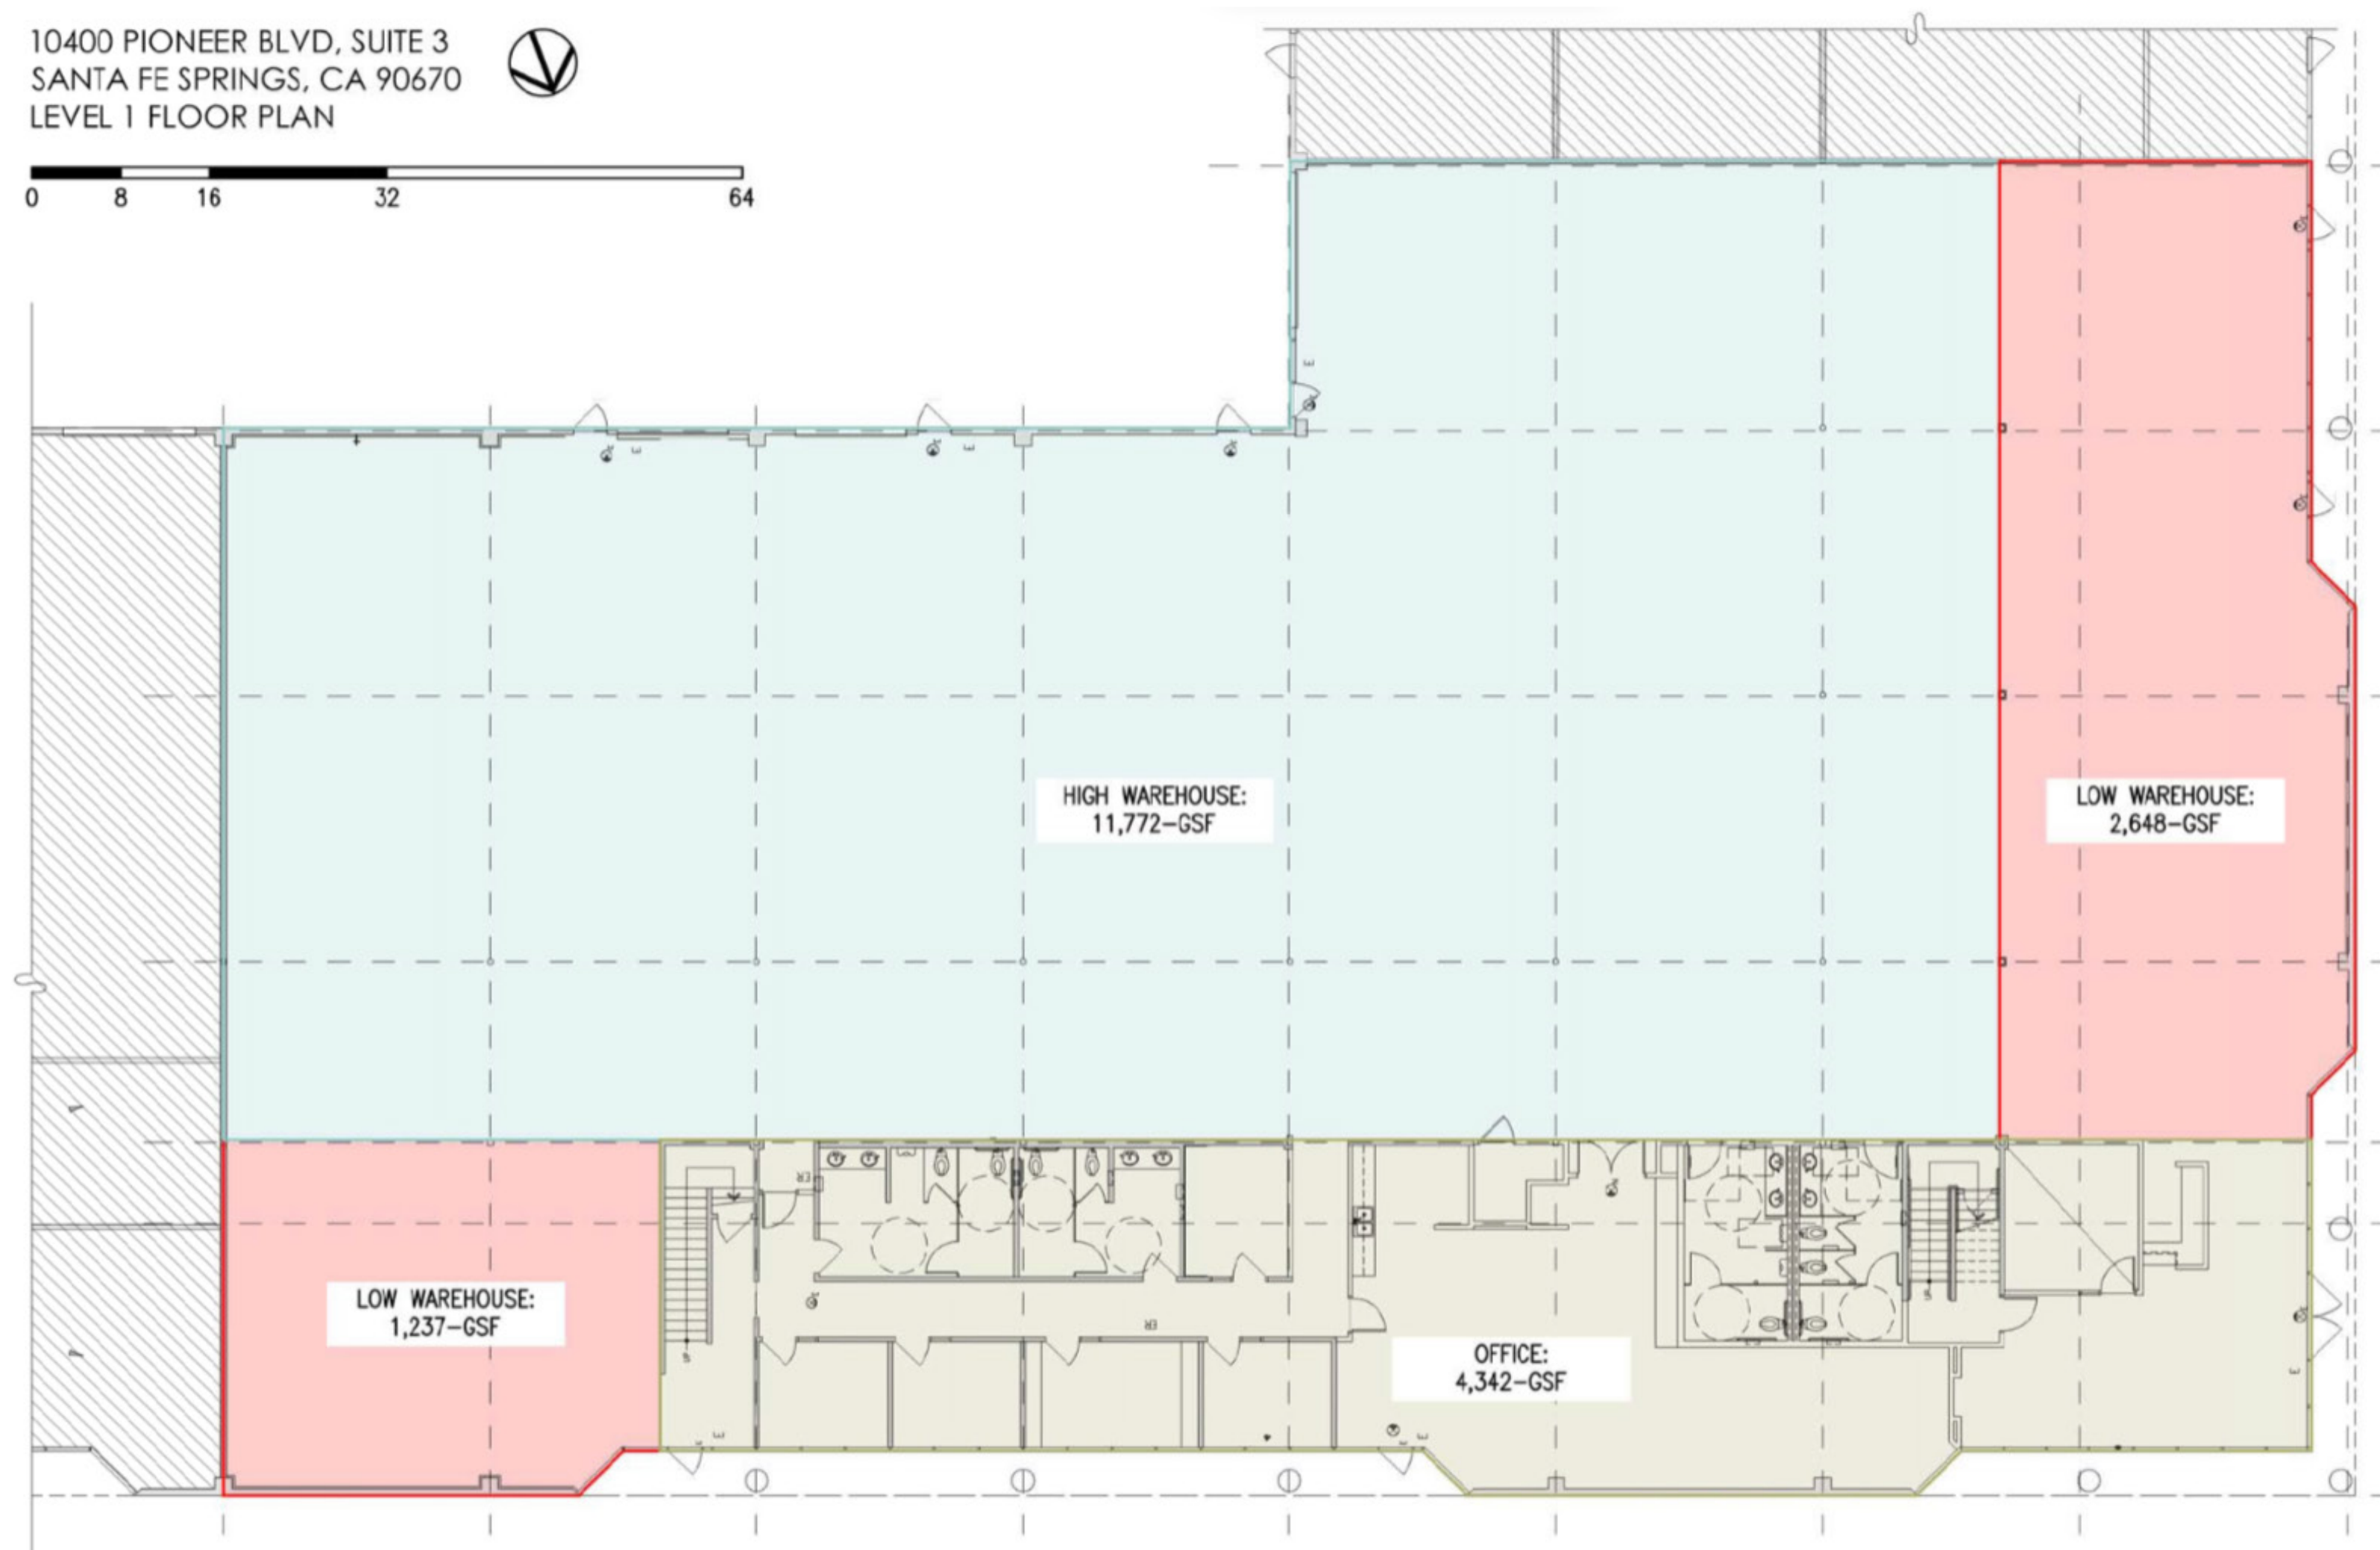 10400 PIONEER BLVD, SUITE 3
SANTA FE SPRINGS, CA 90670
LEVEL 1 FLOOR PLAN
0 8 16 32 64
HIGH WAREHOUSE:
11,772-GSF
LOW WAREHOUSE:
2,648-GSF
LOW WAREHOUSE:
1,237-GSF
OFFICE:
4,342-GSF